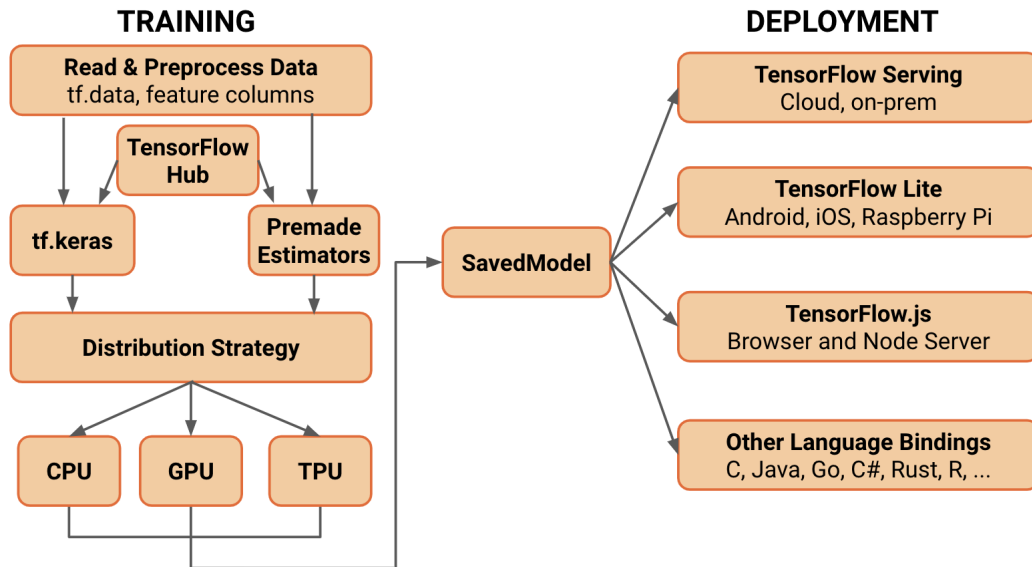 TRAINING
Read & Preprocess Data
tf.data, feature columns
TensorFlow
Hub
tf.keras
Premade
Estimators
Distribution Strategy
CPU
GPU
TPU
SavedModel
DEPLOYMENT
TensorFlow Serving
Cloud, on-prem
TensorFlow Lite
Android, iOS, Raspberry Pi
TensorFlow.js
Browser and Node Server
Other Language Bindings
C, Java, Go, C#, Rust, R, ...